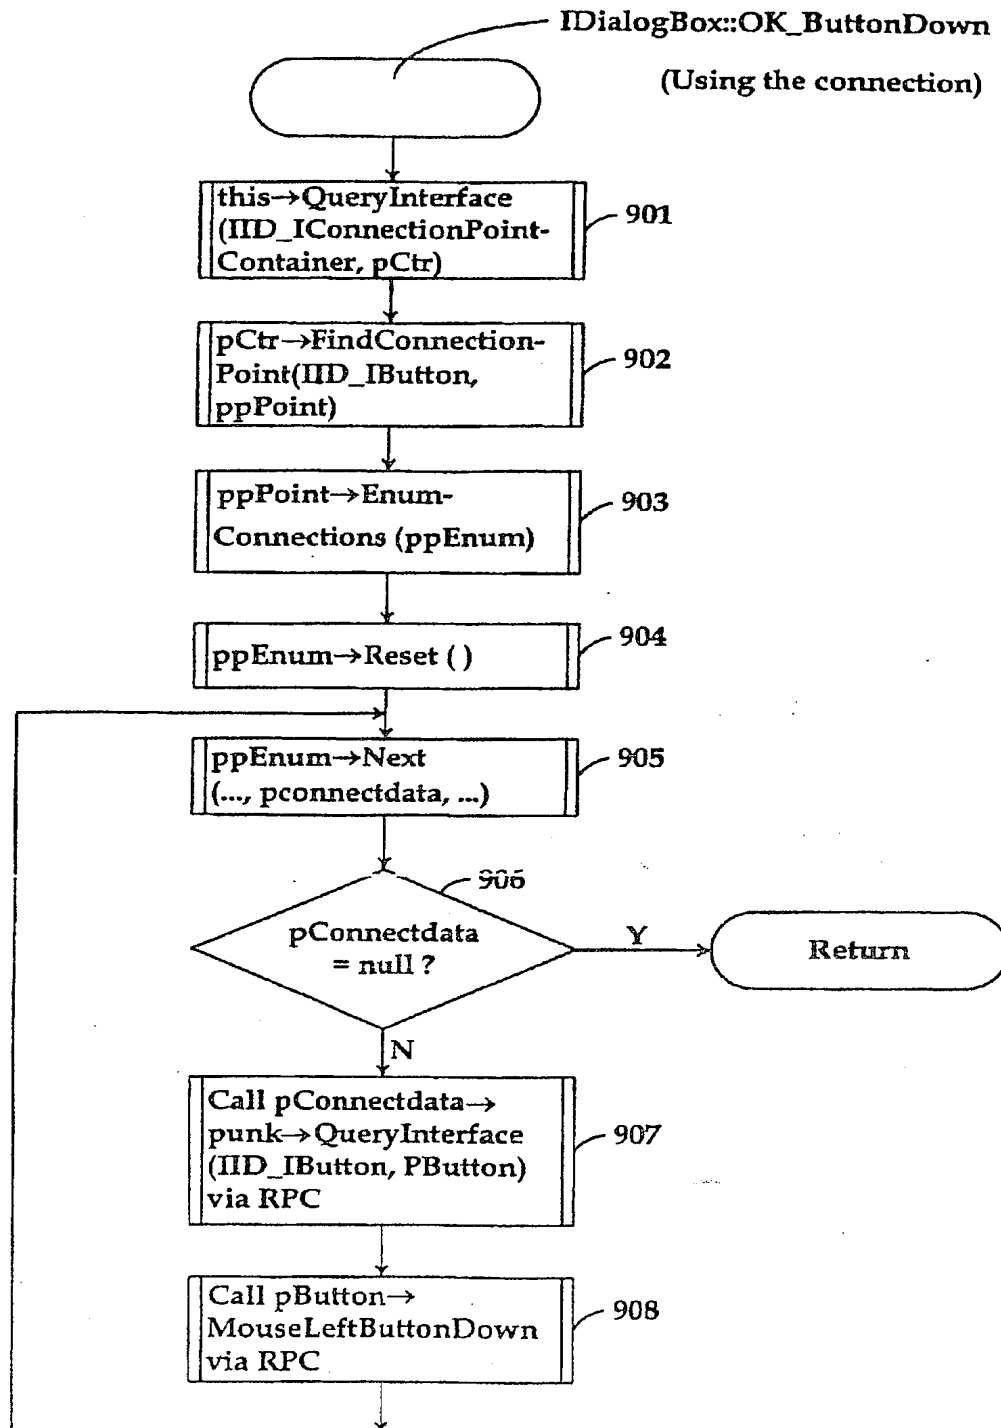 IDialogBox::OK_ButtonDown
(Using the connection)
this→QueryInterface
(IID_IConnectionPoint-
Container, pCtr)
901
pCtr→FindConnection-
Point(IID_IButton,
ppPoint)
902
ppPoint→Enum-
Connections (ppEnum)
903
ppEnum→Reset ( )
904
ppEnum→Next
(..., pconnectdata, ...)
905
906
pConnectdata
= null ?
Y
Return
N
Call pConnectdata→
punk→QueryInterface
(IID_IButton, PButton)
via RPC
907
Call pButton→
MouseLeftButtonDown
via RPC
908